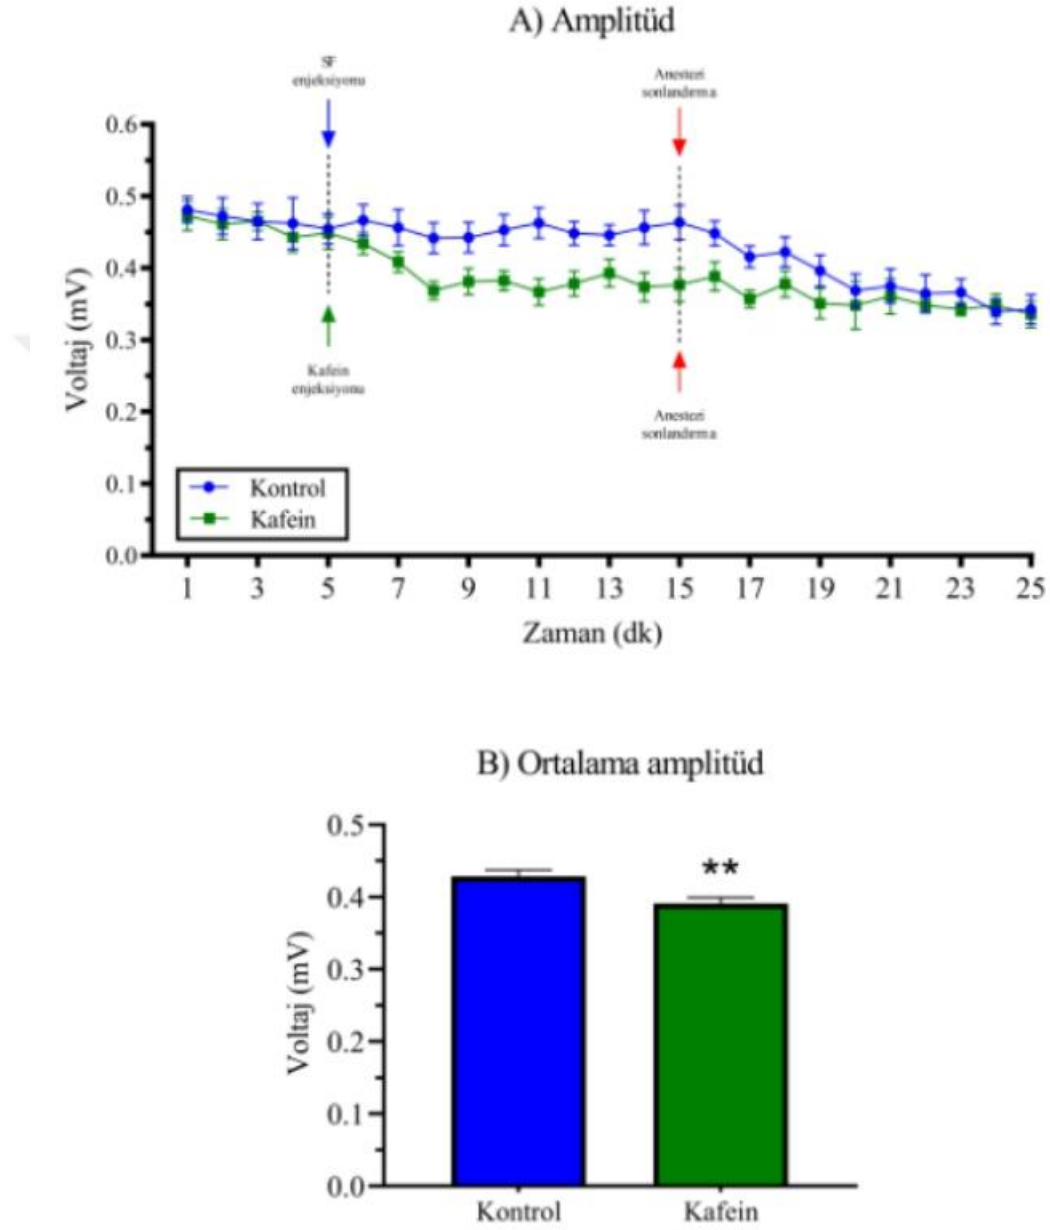 A) Amplitüd
SF
enjeksiyonu
Anestezi
sonlandırma
0.6
0.5
0.4
0.3
0.2
0.1
0.0
Voltaj (mV)
Kafein
enjeksiyonu
Anestezi
sonlandırma
Kontrol
Kafein
1 3 5 7 9 11 13 15 17 19 21 23 25
Zaman (dk)
B) Ortalama amplitüd
0.5
0.4
0.3
0.2
0.1
0.0
Voltaj (mV)
**
Kontrol Kafein